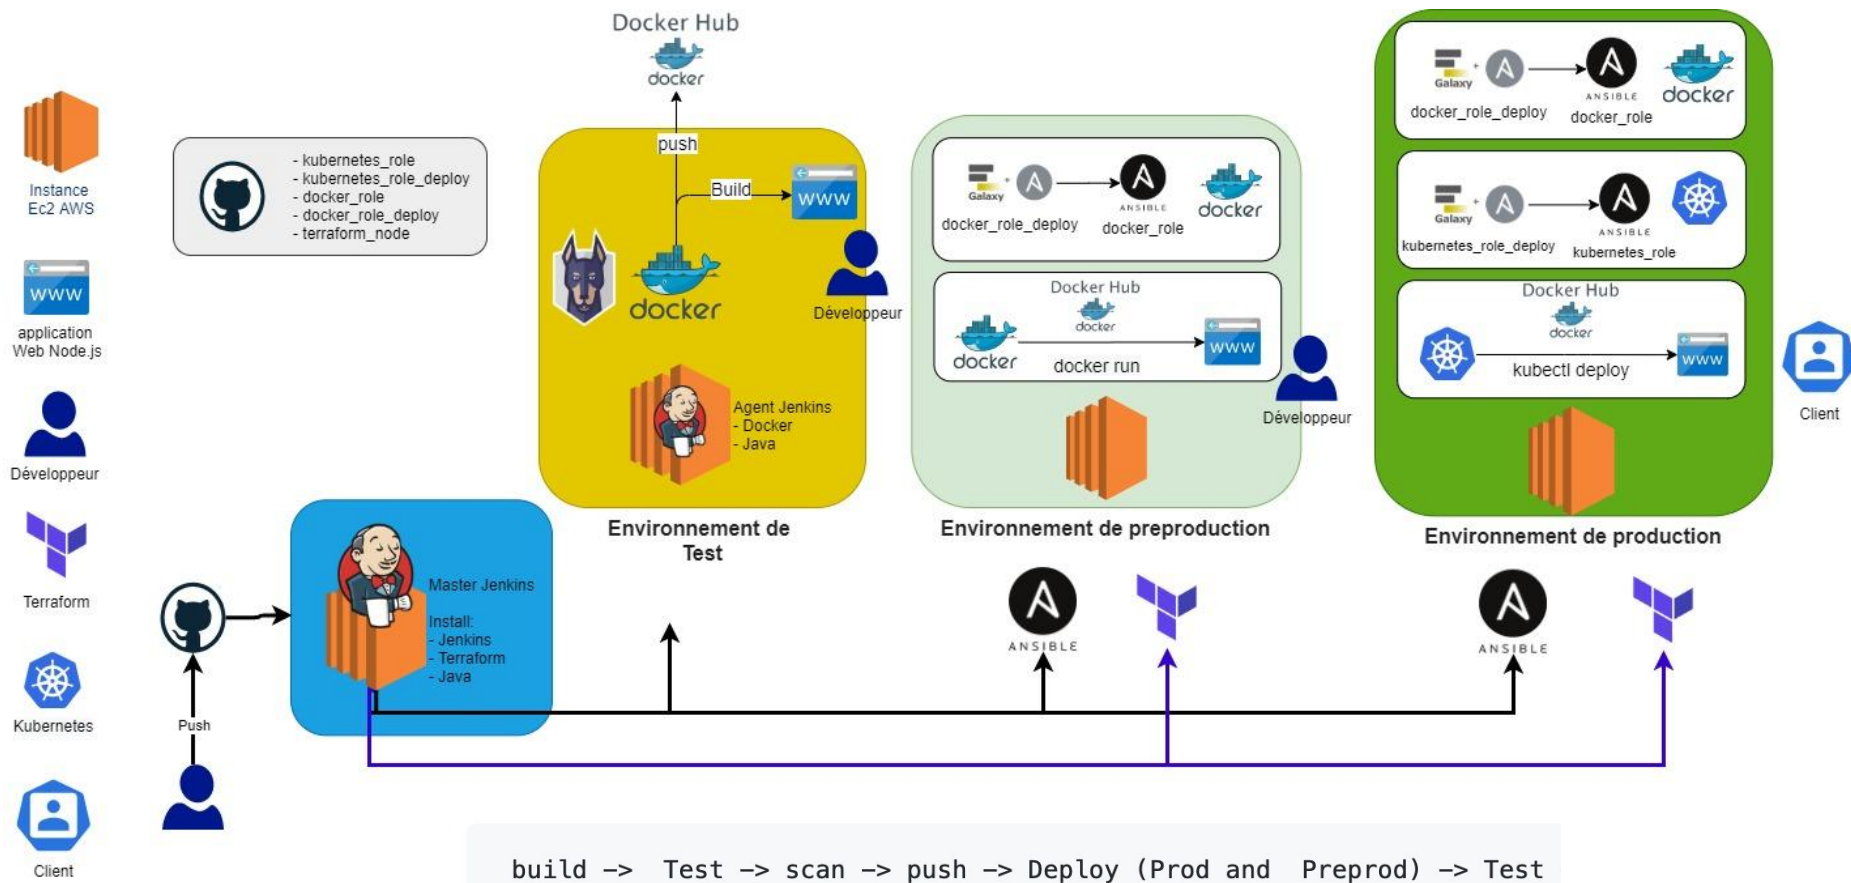 Instance
Ec2 AWS
www
application
Web Node.js
Développeur
Terraform
Kubernetes
Client
- kubernetes_role
- kubernetes_role_deploy
- docker_role
- docker_role_deploy
- terraform_node
Push
Master Jenkins
Install:
- Jenkins
- Terraform
- Java
Docker Hub
docker
push
Build
www
docker
Développeur
Agent Jenkins
- Docker
- Java
Environnement de
Test
Galaxy
+
ANSIBLE
docker_role_deploy
docker_role
docker
Docker Hub
docker
docker
docker run
www
Développeur
Environnement de preproduction
ANSIBLE
Galaxy
+
ANSIBLE
docker_role_deploy
docker_role
docker
Galaxy
+
ANSIBLE
kubernetes_role_deploy
kubernetes_role
Docker Hub
docker
kubectl deploy
www
Client
Environnement de production
ANSIBLE
build —> Test —> scan —> push —> Deploy (Prod and Preprod) —> Test